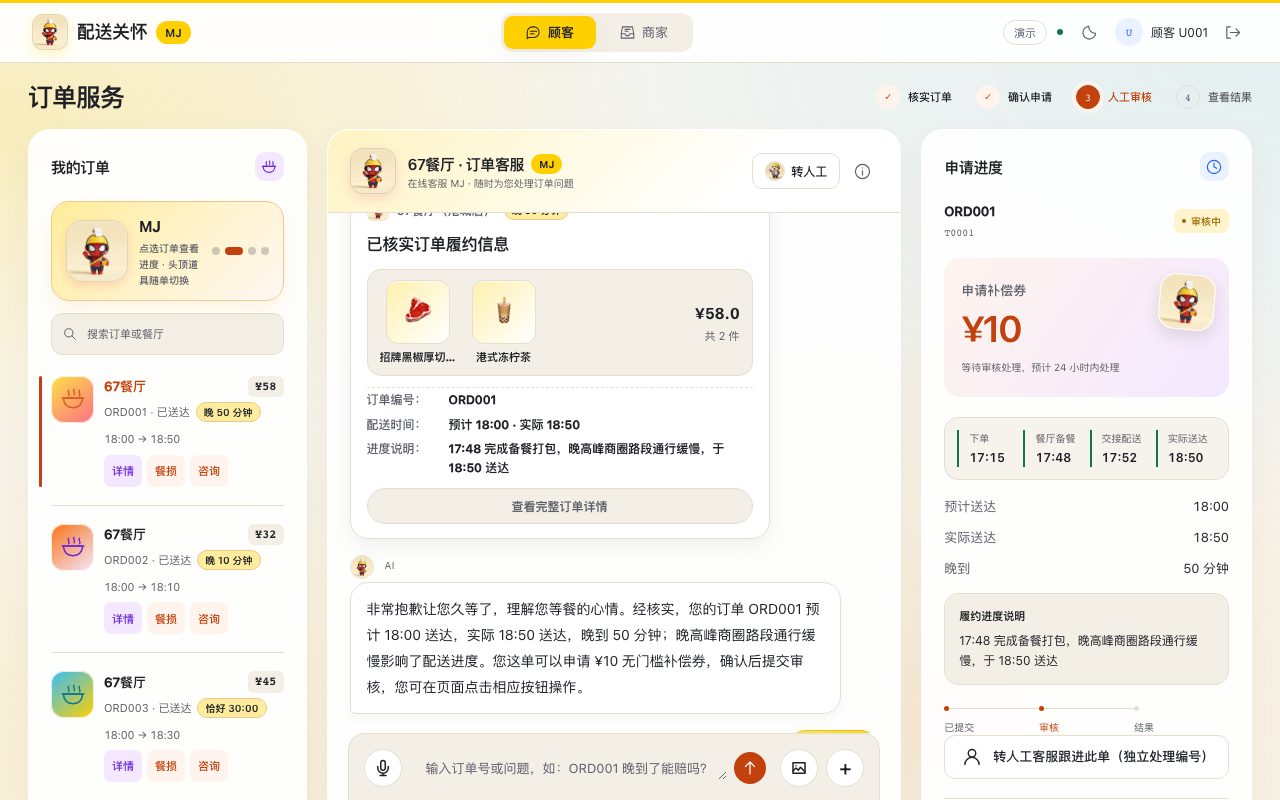 配送关怀 MJ
顾客
商家
演示
U
顾客 U001
订单服务
✓ 核实订单
✓ 确认申请
3 人工审核
4 查看结果
我的订单
MJ
点选订单查看
进度 · 头顶道
具随单切换
搜索订单或餐厅
67餐厅 ¥58
ORD001 · 已送达 晚 50 分钟
18:00 → 18:50
详情 餐损 咨询
67餐厅 ¥32
ORD002 · 已送达 晚 10 分钟
18:00 → 18:10
详情 餐损 咨询
67餐厅 ¥45
ORD003 · 已送达 恰好 30:00
18:00 → 18:30
详情 餐损 咨询
67餐厅 · 订单客服 MJ
在线客服 MJ · 随时为您处理订单问题
转人工
已核实订单履约信息
招牌黑椒厚切...
港式冻柠茶
¥58.0
共 2 件
订单编号: ORD001
配送时间: 预计 18:00 · 实际 18:50
进度说明: 17:48 完成备餐打包，晚高峰商圈路段通行缓慢，于
18:50 送达
查看完整订单详情
AI
非常抱歉让您久等了，理解您等餐的心情。经核实，您的订单 ORD001 预
计 18:00 送达，实际 18:50 送达，晚到 50 分钟；晚高峰商圈路段通行缓
慢影响了配送进度。您这单可以申请 ¥10 无门槛补偿券，确认后提交审
核，您可在页面点击相应按钮操作。
输入订单号或问题，如：ORD001 晚到了能赔吗？
申请进度
ORD001
T0001
审核中
申请补偿券
¥10
等待审核处理，预计 24 小时内处理
下单 餐厅备餐 交接配送 实际送达
17:15 17:48 17:52 18:50
预计送达 18:00
实际送达 18:50
晚到 50 分钟
履约进度说明
17:48 完成备餐打包，晚高峰商圈路段通行缓
慢，于 18:50 送达
已提交 审核 结果
转人工客服跟进此单（独立处理编号）